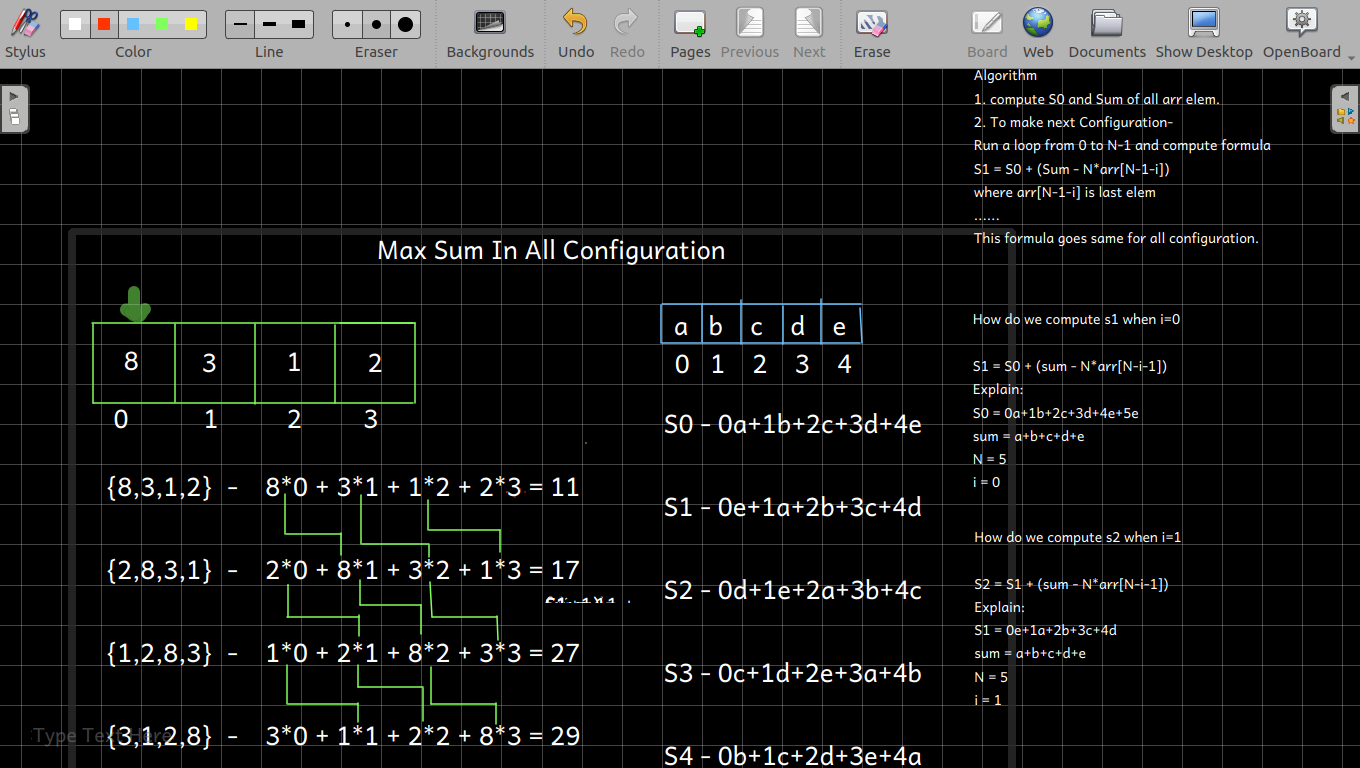 Stylus Color Line Eraser Backgrounds Undo Redo Pages Previous Next Erase Board Web Documents Show Desktop OpenBoard
Algorithm
1. compute S0 and Sum of all arr elem.
2. To make next Configuration-
Run a loop from 0 to N-1 and compute formula
S1 = S0 + (Sum - N*arr[N-1-i])
where arr[N-1-i] is last elem
......
This formula goes same for all configuration.
Max Sum In All Configuration
8 3 1 2
0 1 2 3
{8,3,1,2} - 8*0 + 3*1 + 1*2 + 2*3 = 11
{2,8,3,1} - 2*0 + 8*1 + 3*2 + 1*3 = 17
{1,2,8,3} - 1*0 + 2*1 + 8*2 + 3*3 = 27
{3,1,2,8} - 3*0 + 1*1 + 2*2 + 8*3 = 29
Type Text Here
a b c d e
0 1 2 3 4
S0 - 0a+1b+2c+3d+4e
S1 - 0e+1a+2b+3c+4d
S2 - 0d+1e+2a+3b+4c
S3 - 0c+1d+2e+3a+4b
S4 - 0b+1c+2d+3e+4a
How do we compute s1 when i=0
S1 = S0 + (sum - N*arr[N-i-1])
Explain:
S0 = 0a+1b+2c+3d+4e+5e
sum = a+b+c+d+e
N = 5
i = 0
How do we compute s2 when i=1
S2 = S1 + (sum - N*arr[N-i-1])
Explain:
S1 = 0e+1a+2b+3c+4d
sum = a+b+c+d+e
N = 5
i = 1